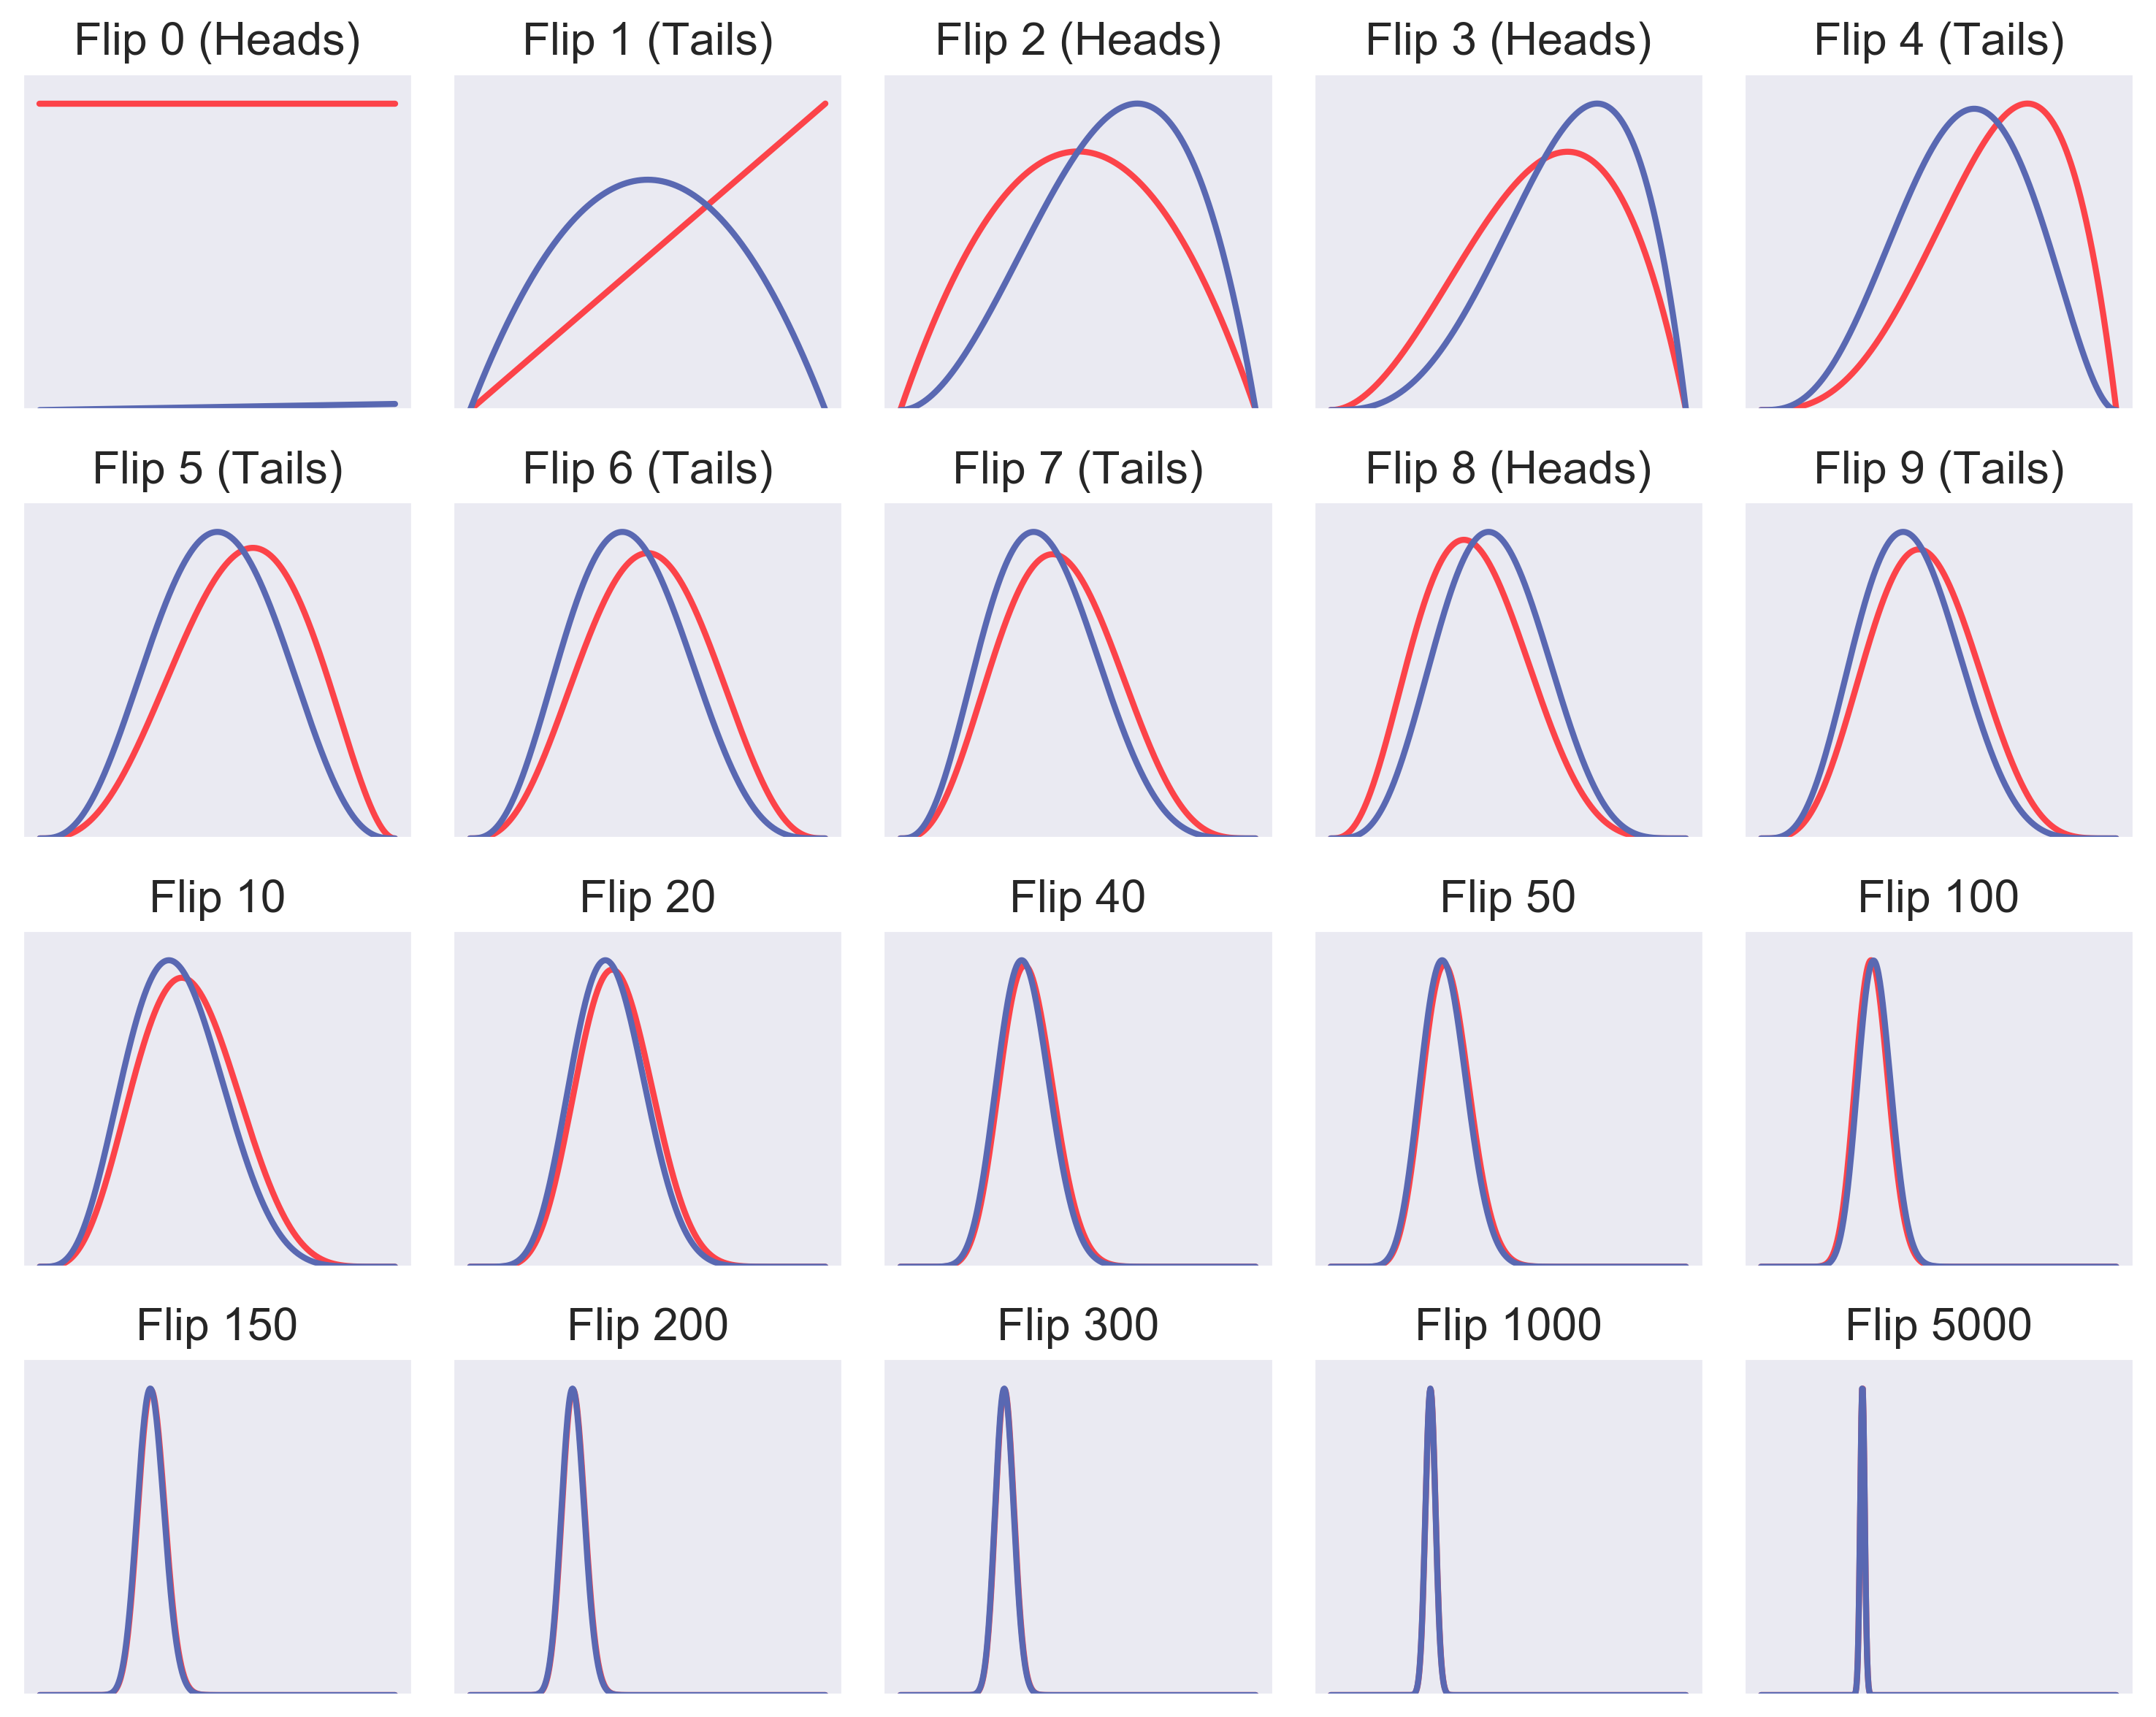 Flip 0 (Heads)
Flip 1 (Tails)
Flip 2 (Heads)
Flip 3 (Heads)
Flip 4 (Tails)
Flip 5 (Tails)
Flip 6 (Tails)
Flip 7 (Tails)
Flip 8 (Heads)
Flip 9 (Tails)
Flip 10
Flip 20
Flip 40
Flip 50
Flip 100
Flip 150
Flip 200
Flip 300
Flip 1000
Flip 5000